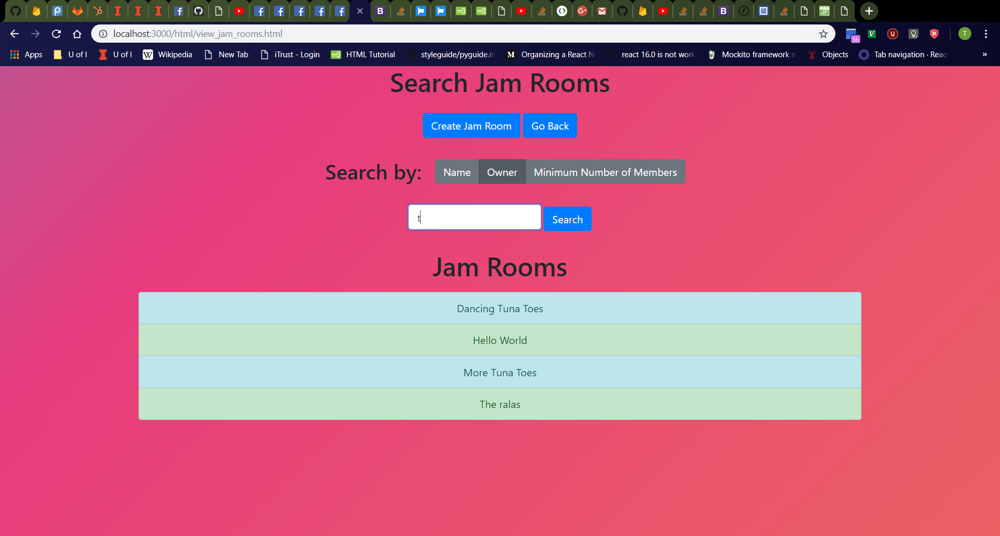 localhost:3000/html/view_jam_rooms.html
5h
T
Apps U of I U of I Wikipedia New Tab iTrust - Login HTML Tutorial styleguide/pyguide.m Organizing a React N react 16.0 is not work Mockito framework si Objects Tab navigation · Reac »
Search Jam Rooms
Create Jam Room Go Back
Search by: Name Owner Minimum Number of Members
t Search
Jam Rooms
Dancing Tuna Toes
Hello World
More Tuna Toes
The ralas